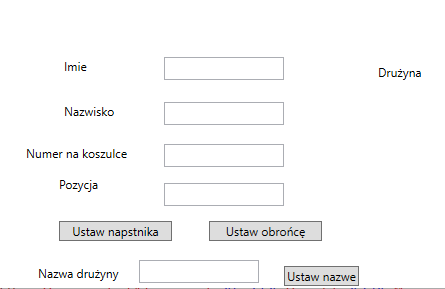 Imie
Drużyna
Nazwisko
Numer na koszulce
Pozycja
Ustaw napstnika
Ustaw obrońcę
Nazwa drużyny
Ustaw nazwe